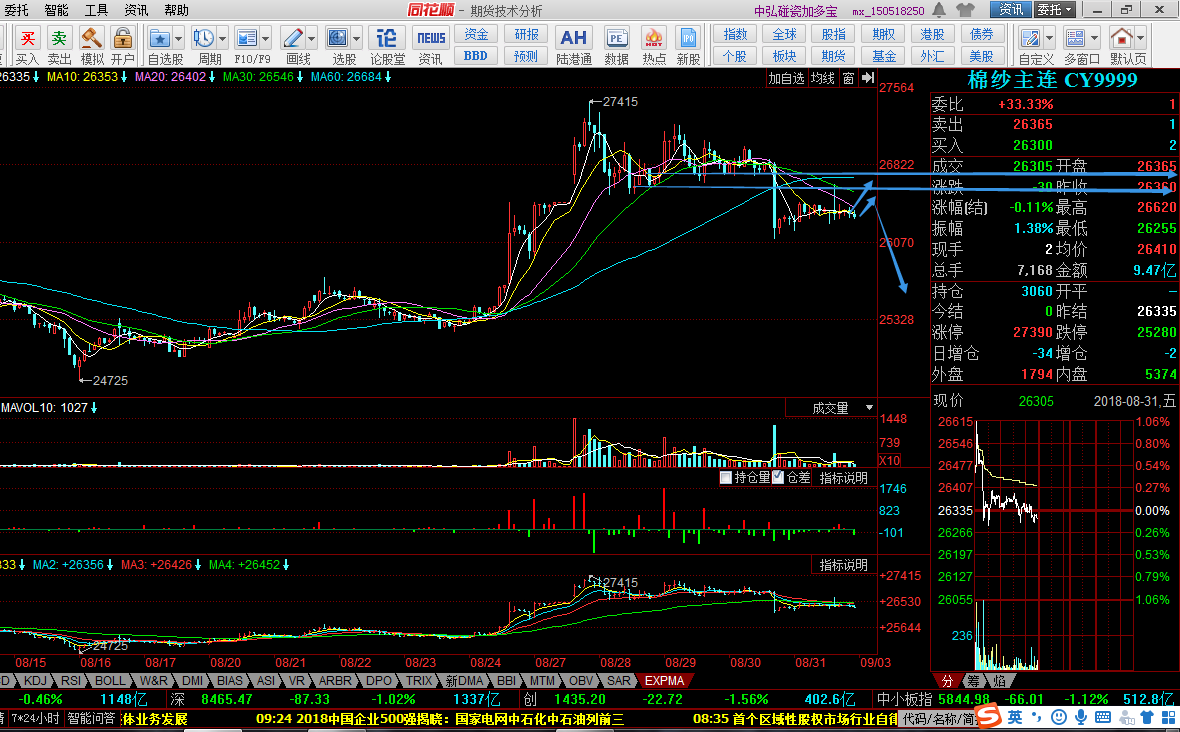 委托 智能 工具 资讯 帮助 同花顺 - 期货技术分析 中弘碰瓷加多宝 mx_150518250 资讯 委托
买 卖 AH PE HOT IPO NEWS 论
资金 研报 指数 全球 股指 期权 港股 债券
BBD 预测 个股 板块 期货 基金 外汇 美股
买入 卖出 模拟 开户 自选股 周期 F10/F9 画线 选股 论股堂 资讯 陆港通 数据 热点 新股 自定义 多窗口 默认页
26335↓ MA10: 26353↓ MA20: 26402↓ MA30: 26546↓ MA60: 26684↓ 加自选 均线 窗
27564
27415
26822
26070
25328
24725
棉纱主连 CY9999
委比 +33.33% 1
卖出 26365 1
买入 26300 2
成交 26305 开盘 26365
涨跌 -30 昨收 26360
涨幅(结) -0.11% 最高 26620
振幅 1.38% 最低 26255
现手 2 均价 26410
总手 7,168 金额 9.47亿
持仓 3060 开平 –
今结 0 昨结 26335
涨停 27390 跌停 25280
日增仓 -34 增仓 -2
外盘 1794 内盘 5374
现价 26305 2018-08-31,五
MAVOL10: 1027↓ 成交量
1448
739
X10
持仓量 仓差 指标说明
1746
823
-101
333↓ MA2: +26356↓ MA3: +26426↓ MA4: +26452↓ 指标说明
+27415
27415
+26530
+25644
24725
26615 1.06%
26546 0.80%
26477 0.54%
26407 0.27%
26335 0.00%
26266 0.26%
26197 0.53%
26127 0.79%
26055 1.06%
236
08/15 08/16 08/17 08/20 08/21 08/22 08/23 08/24 08/27 08/28 08/29 08/30 08/31 09/03
KDJ RSI BOLL W&R DMI BIAS ASI VR ARBR DPO TRIX 新DMA BBI MTM OBV SAR EXPMA 分 筹 焰
-0.46% 1148亿 深 8465.47 -87.33 -1.02% 1337亿 创 1435.20 -22.72 -1.56% 402.6亿 中小板指 5844.98 -66.01 -1.12% 512.8亿
7*24小时 智能问答 体业务发展 09:24 2018中国企业500强揭晓：国家电网中石化中石油列前三 08:35 首个区域性股权市场行业自律 代码/名称/简 英